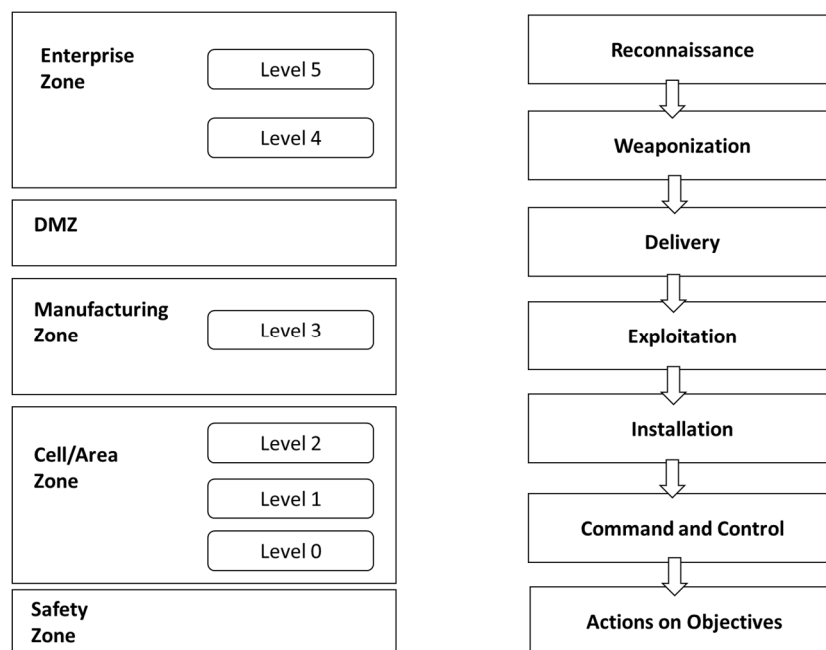 Enterprise
Zone
Level 5
Level 4
DMZ
Manufacturing
Zone
Level 3
Cell/Area
Zone
Level 2
Level 1
Level 0
Safety
Zone
Reconnaissance
Weaponization
Delivery
Exploitation
Installation
Command and Control
Actions on Objectives